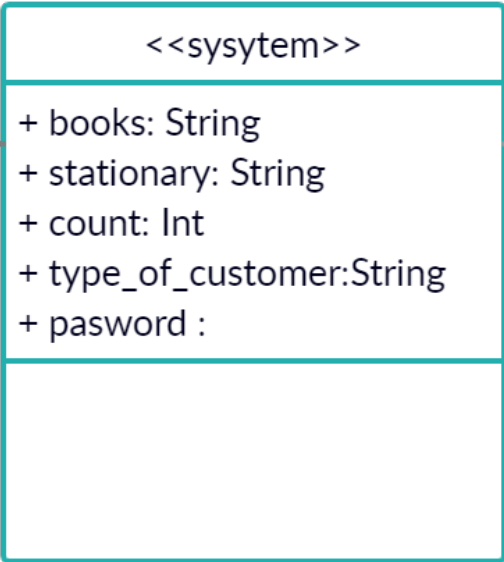 <<sysytem>>
+ books: String
+ stationary: String
+ count: Int
+ type_of_customer:String
+ pasword :